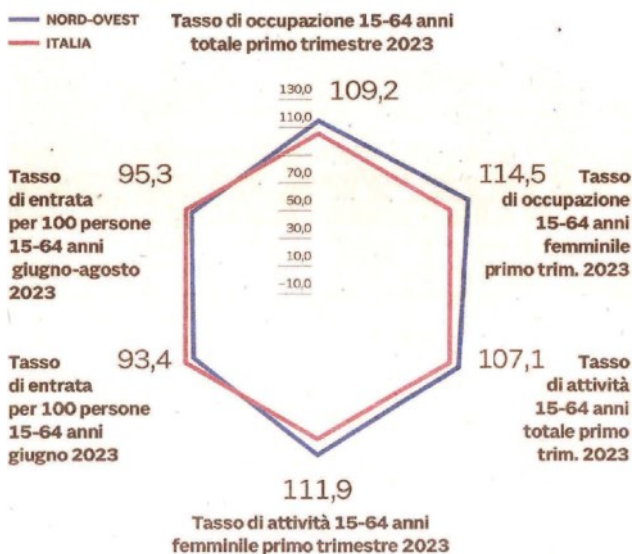 NORD-OVEST
ITALIA
Tasso di occupazione 15-64 anni
totale primo trimestre 2023
109,2
130,0
110,0
70,0
50,0
30,0
10,0
-10,0
114,5
Tasso
di occupazione
15-64 anni
femminile
primo trim. 2023
107,1
Tasso
di attività
15-64 anni
totale primo
trim. 2023
111,9
Tasso di attività 15-64 anni
femminile primo trimestre 2023
93,4
Tasso
di entrata
per 100 persone
15-64 anni
giugno 2023
95,3
Tasso
di entrata
per 100 persone
15-64 anni
giugno-agosto
2023